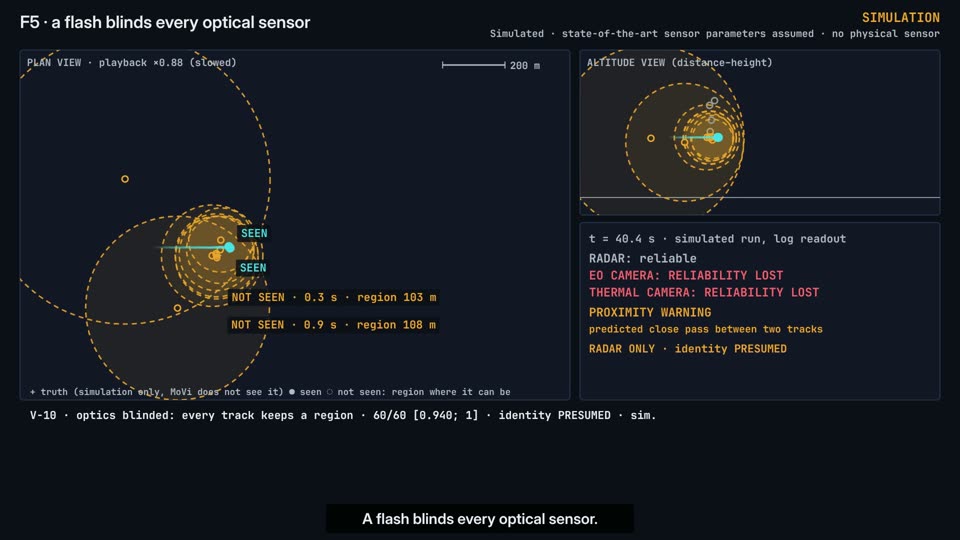 F5 · a flash blinds every optical sensor
SIMULATION
Simulated · state-of-the-art sensor parameters assumed · no physical sensor
PLAN VIEW · playback ×0.88 (slowed)
200 m
SEEN
SEEN
NOT SEEN · 0.3 s · region 103 m
NOT SEEN · 0.9 s · region 108 m
+ truth (simulation only, MoVi does not see it) ● seen ◌ not seen: region where it can be
ALTITUDE VIEW (distance-height)
t = 40.4 s · simulated run, log readout
RADAR: reliable
EO CAMERA: RELIABILITY LOST
THERMAL CAMERA: RELIABILITY LOST
PROXIMITY WARNING
predicted close pass between two tracks
RADAR ONLY · identity PRESUMED
V-10 · optics blinded: every track keeps a region · 60/60 [0.940; 1] · identity PRESUMED · sim.
A flash blinds every optical sensor.